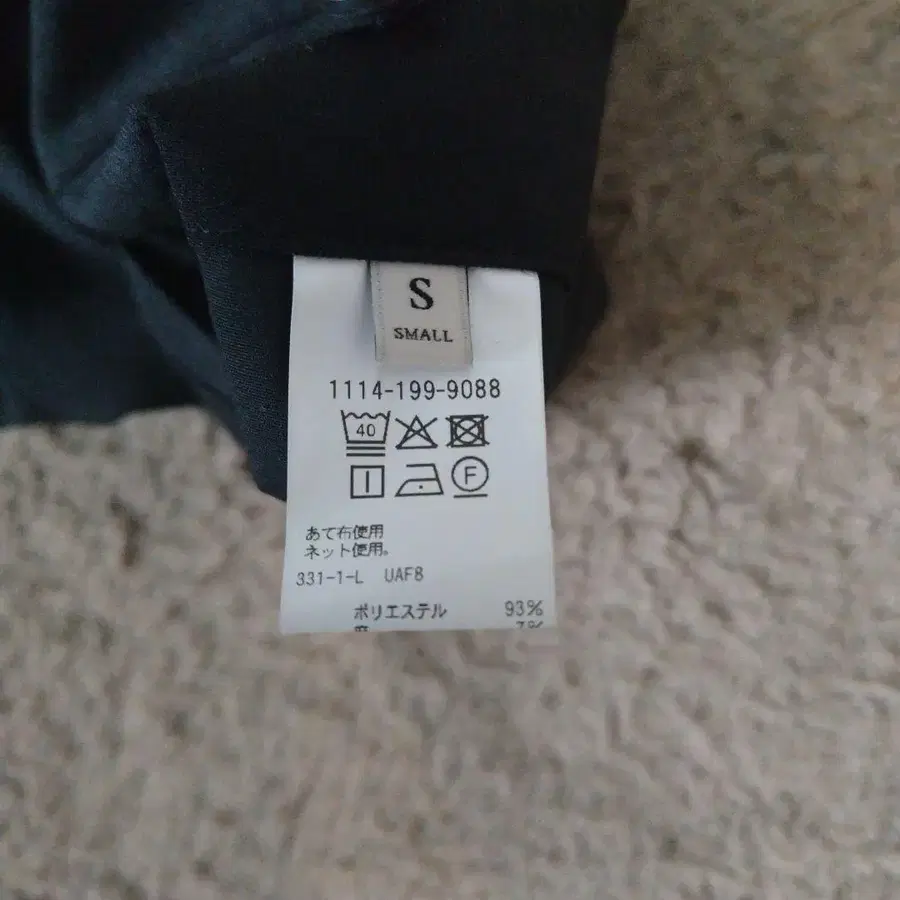 S
SMALL
1114-199-9088
40
F
あて布使用
ネット使用。
331-1-L UAF8
ポリエステル 93%